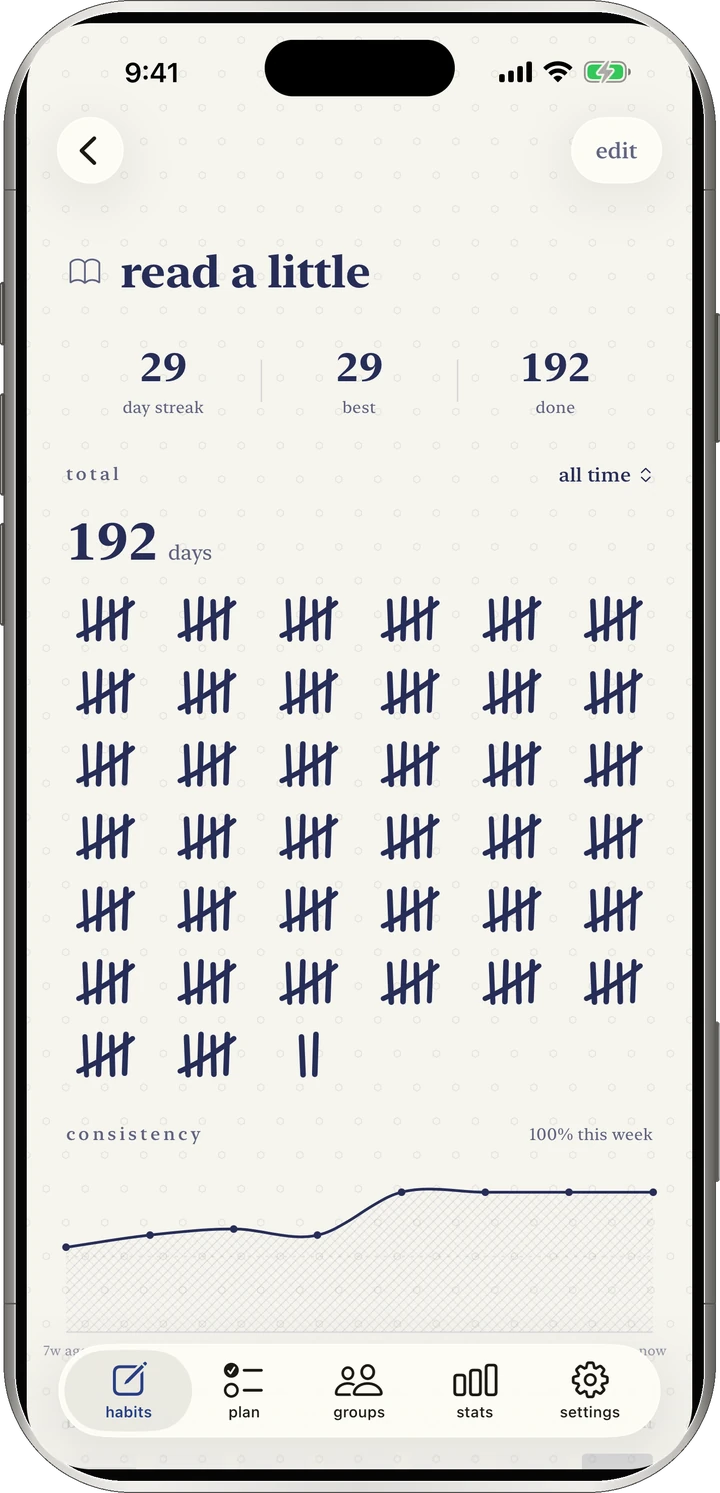 9:41
edit
read a little
29 29 192
day streak best done
total all time
192 days
consistency 100% this week
7w now
habits plan groups stats settings